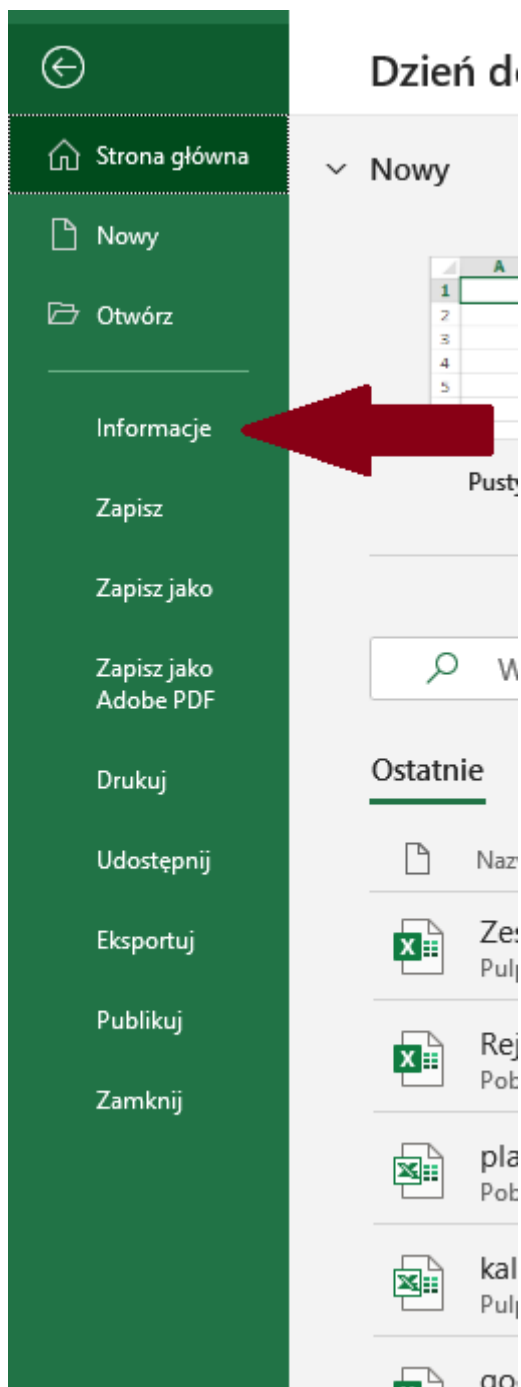 Dzień
Strona główna
Nowy
Nowy
A
1
2
3
4
5
Otwórz
Informacje
Zapisz
Zapisz jako
Zapisz jako
Adobe PDF
Drukuj
Udostępnij
Eksportuj
Publikuj
Zamknij
Ostatnie